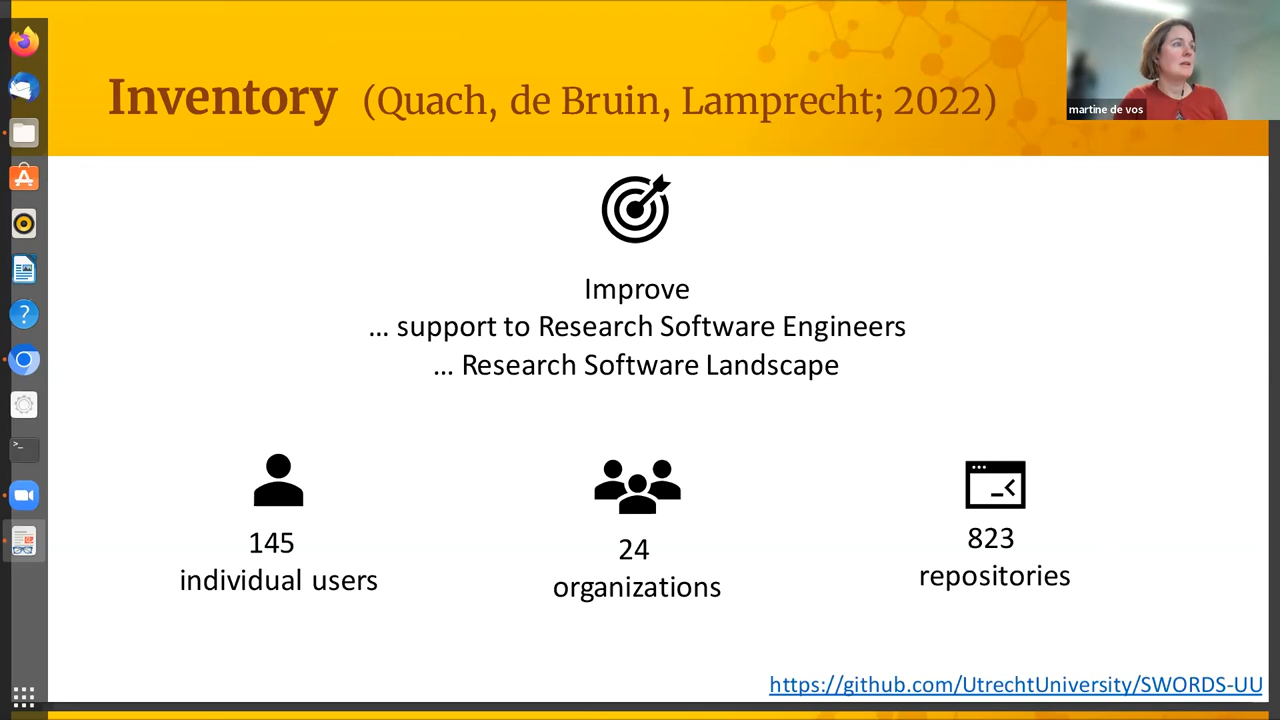 Inventory (Quach, de Bruin, Lamprecht; 2022)
martine de vos
Improve
... support to Research Software Engineers
... Research Software Landscape
145
individual users
24
organizations
823
repositories
https://github.com/UtrechtUniversity/SWORDS-UU